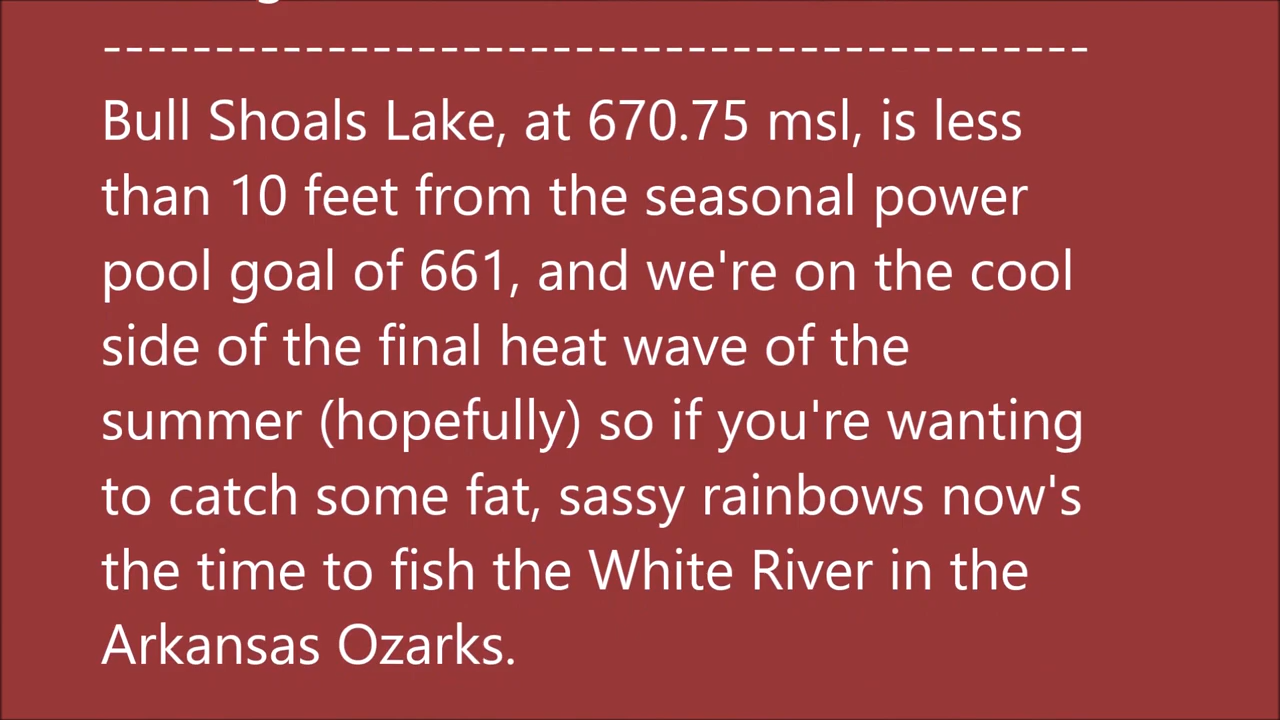 ---------------------------------------------
Bull Shoals Lake, at 670.75 msl, is less
than 10 feet from the seasonal power
pool goal of 661, and we're on the cool
side of the final heat wave of the
summer (hopefully) so if you're wanting
to catch some fat, sassy rainbows now's
the time to fish the White River in the
Arkansas Ozarks.